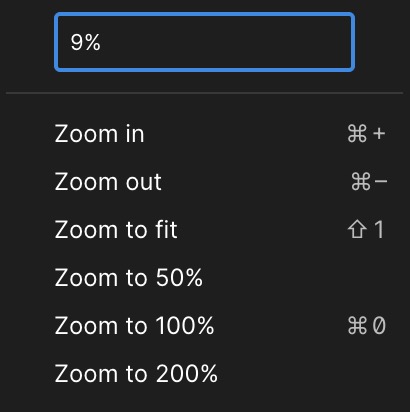 9%
Zoom in ⌘+
Zoom out ⌘−
Zoom to fit ⇧1
Zoom to 50%
Zoom to 100% ⌘0
Zoom to 200%